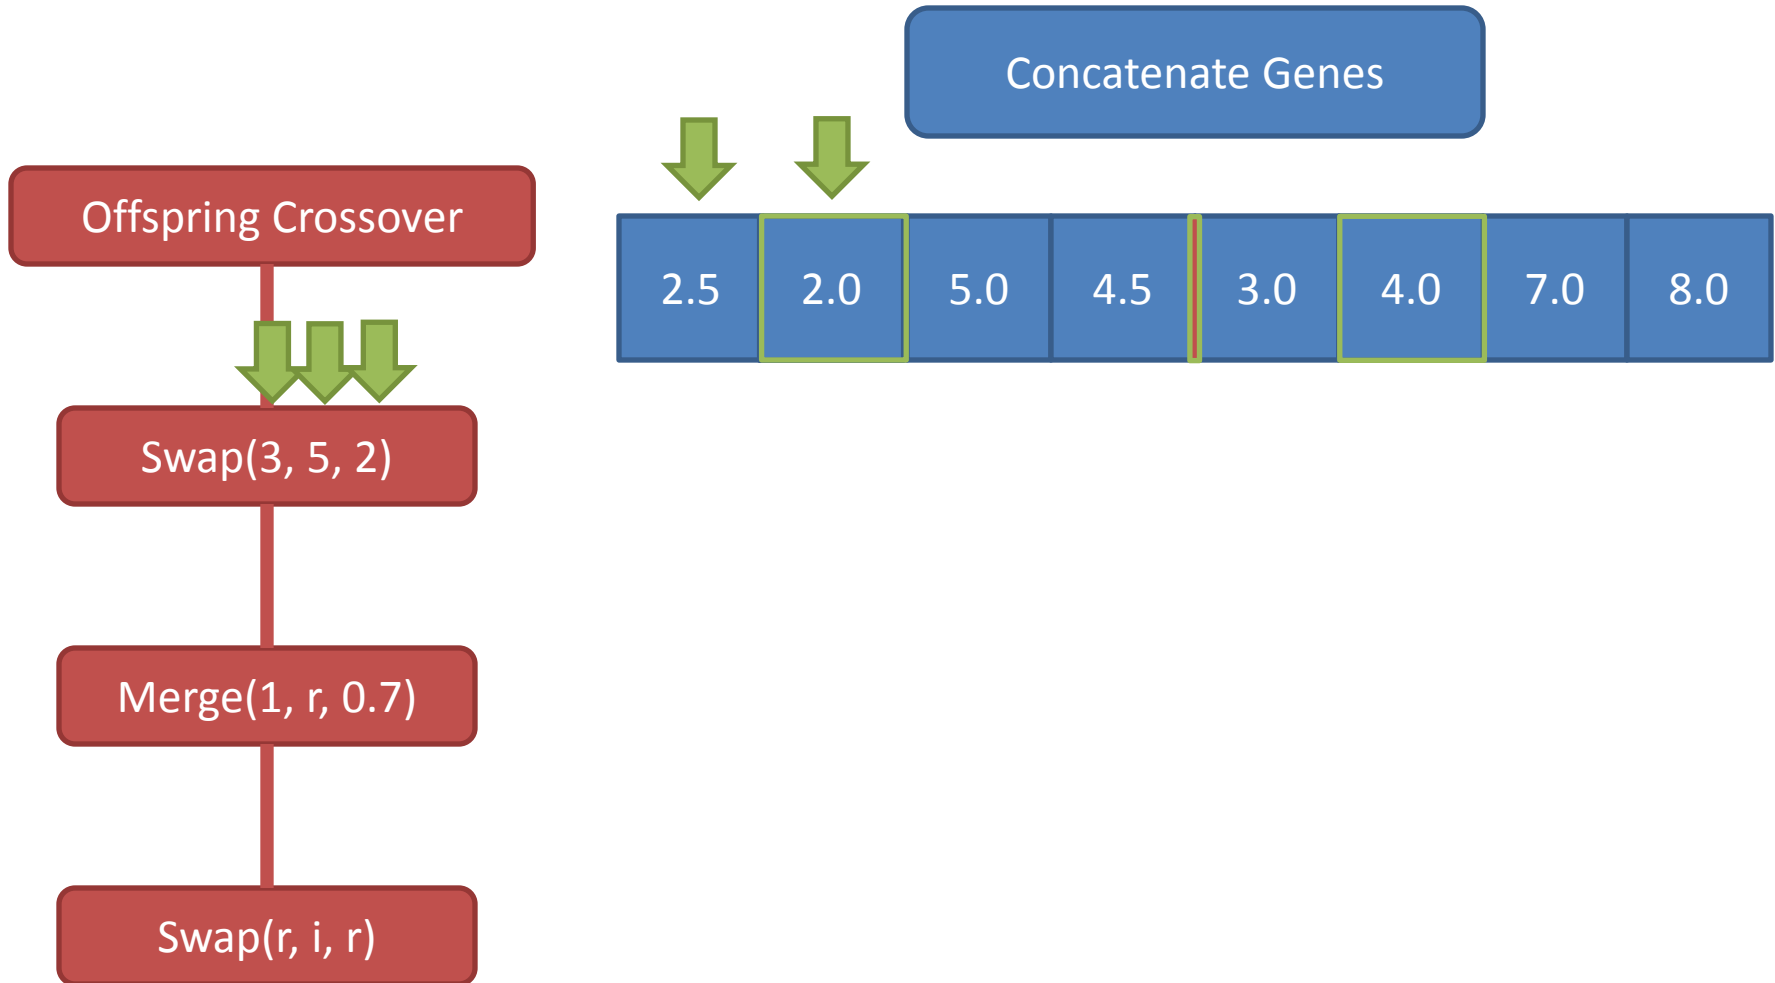 Concatenate Genes
Offspring Crossover
2.5 2.0 5.0 4.5 3.0 4.0 7.0 8.0
Swap(3, 5, 2)
Merge(1, r, 0.7)
Swap(r, i, r)